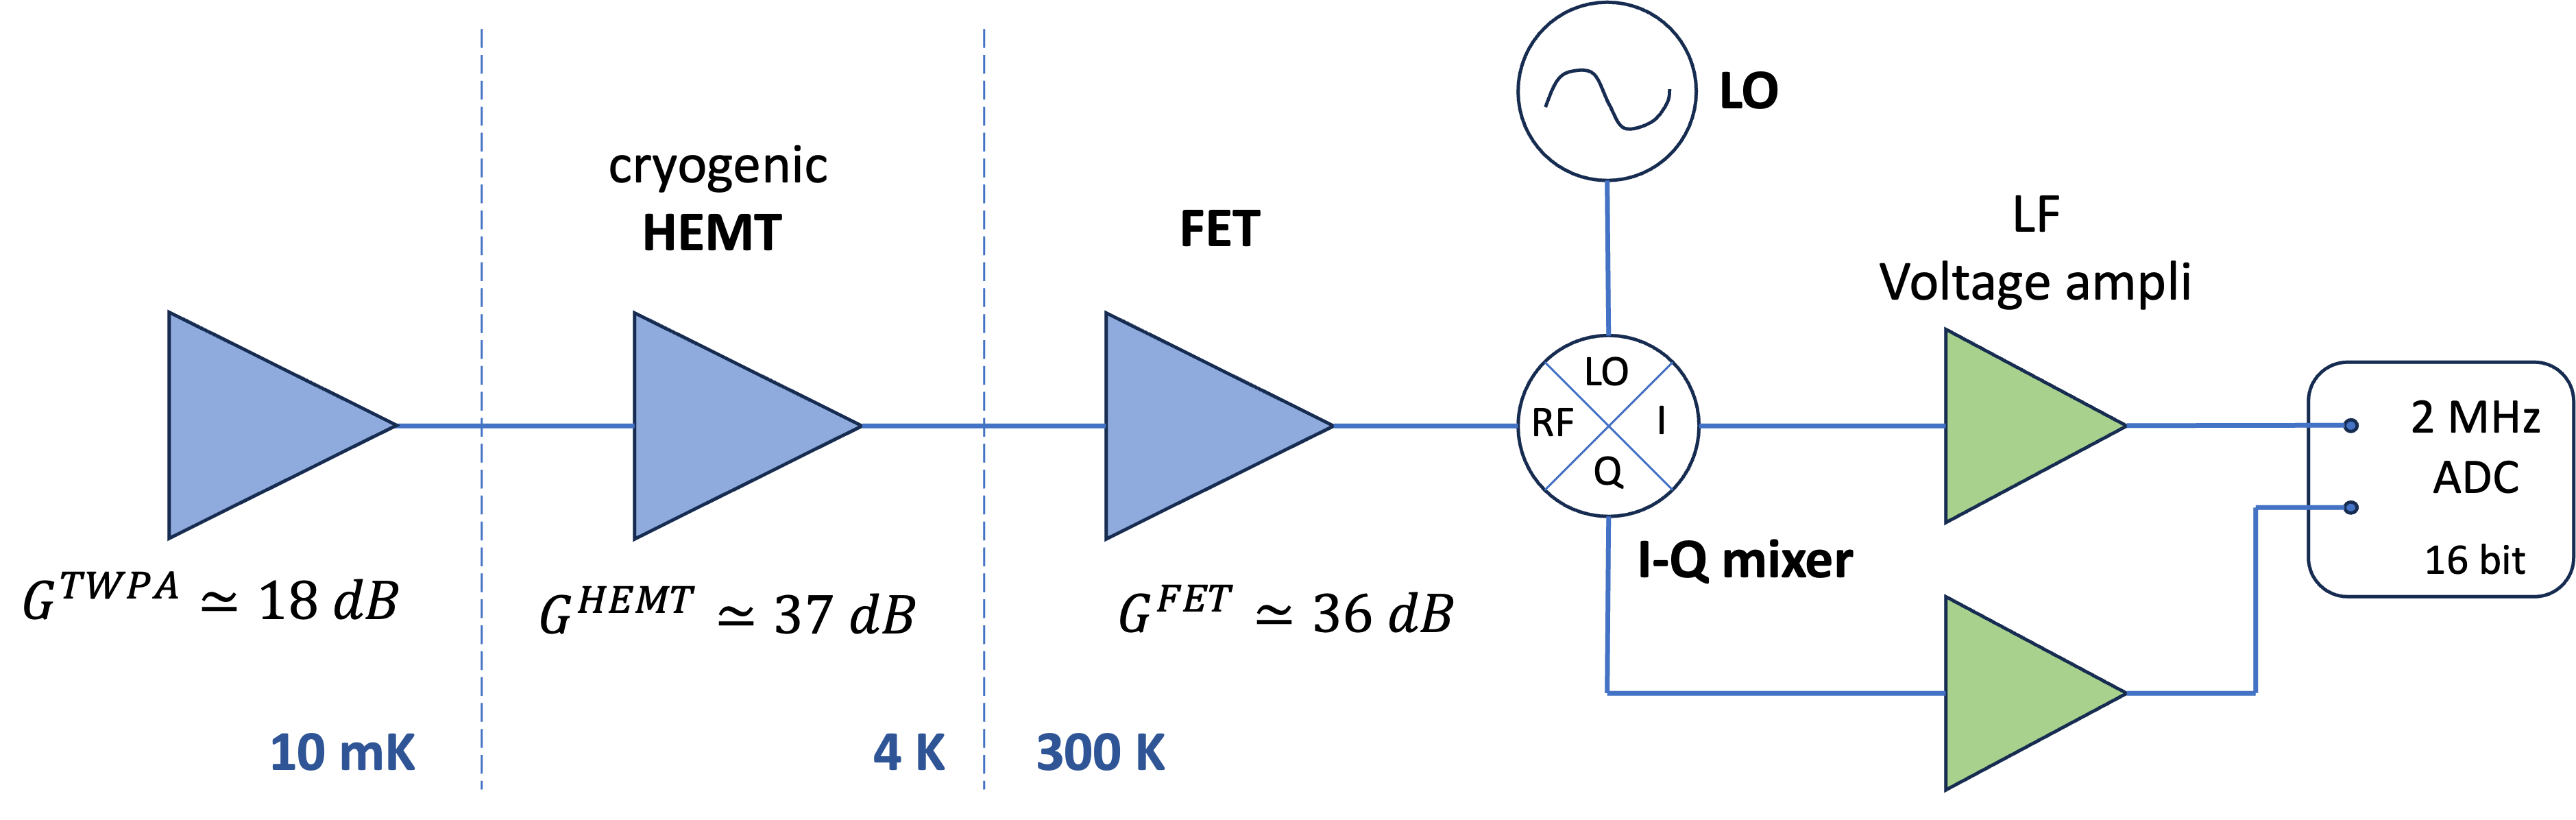 LO
cryogenic
HEMT
FET
LF
Voltage ampli
LO
RF
I
Q
2 MHz
ADC
16 bit
I-Q mixer
G^{TWPA} ≃ 18 dB
G^{HEMT} ≃ 37 dB
G^{FET} ≃ 36 dB
10 mK
4 K
300 K